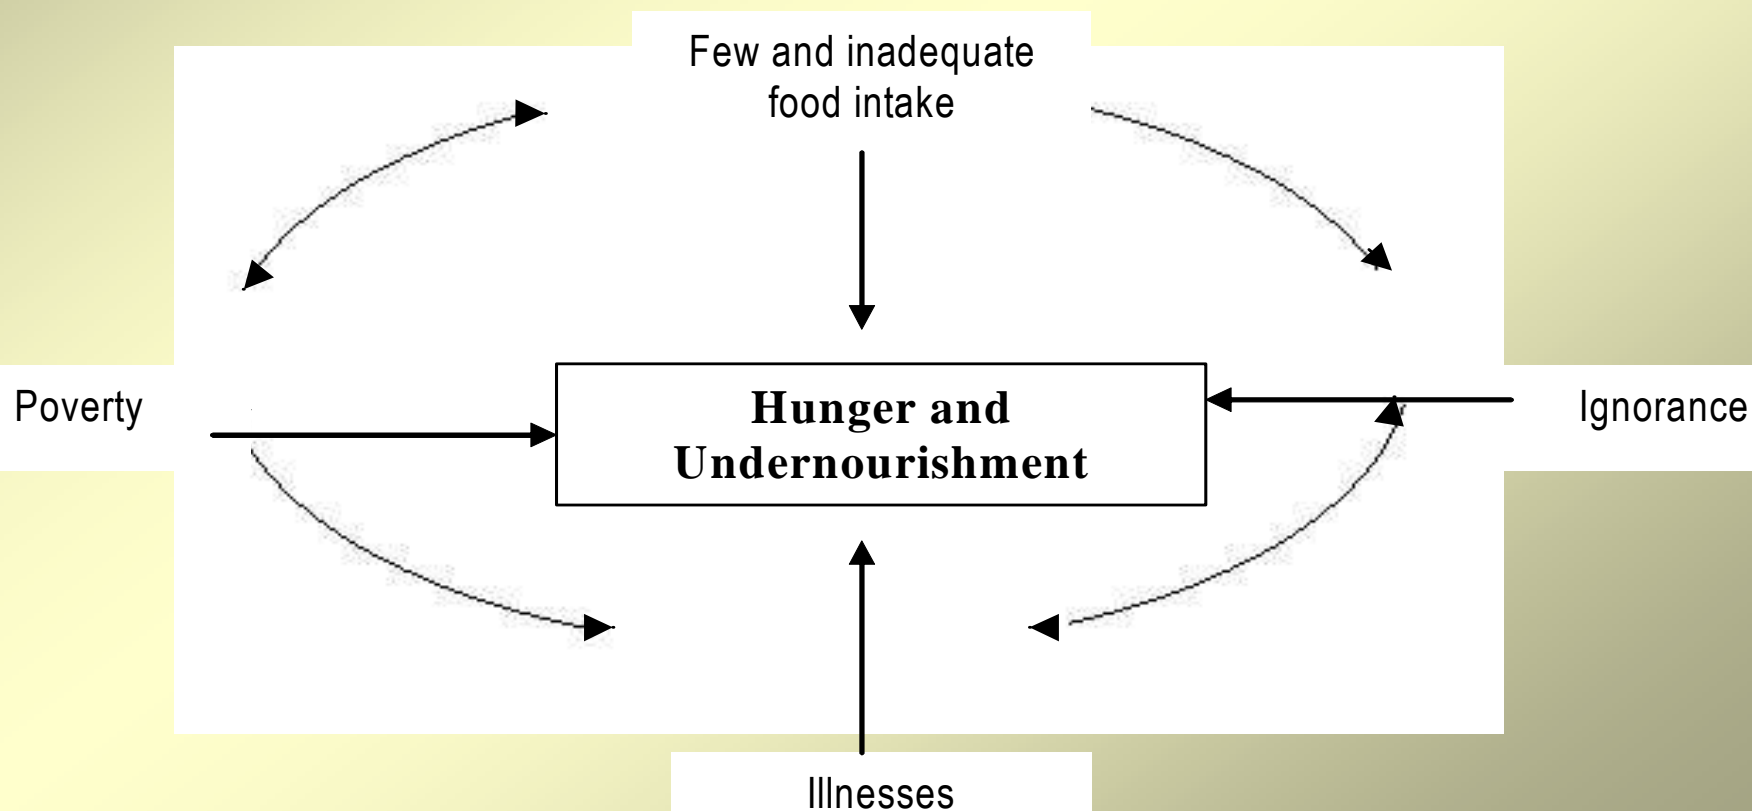 Few and inadequate
food intake
Poverty
Hunger and
Undernourishment
Ignorance
Illnesses